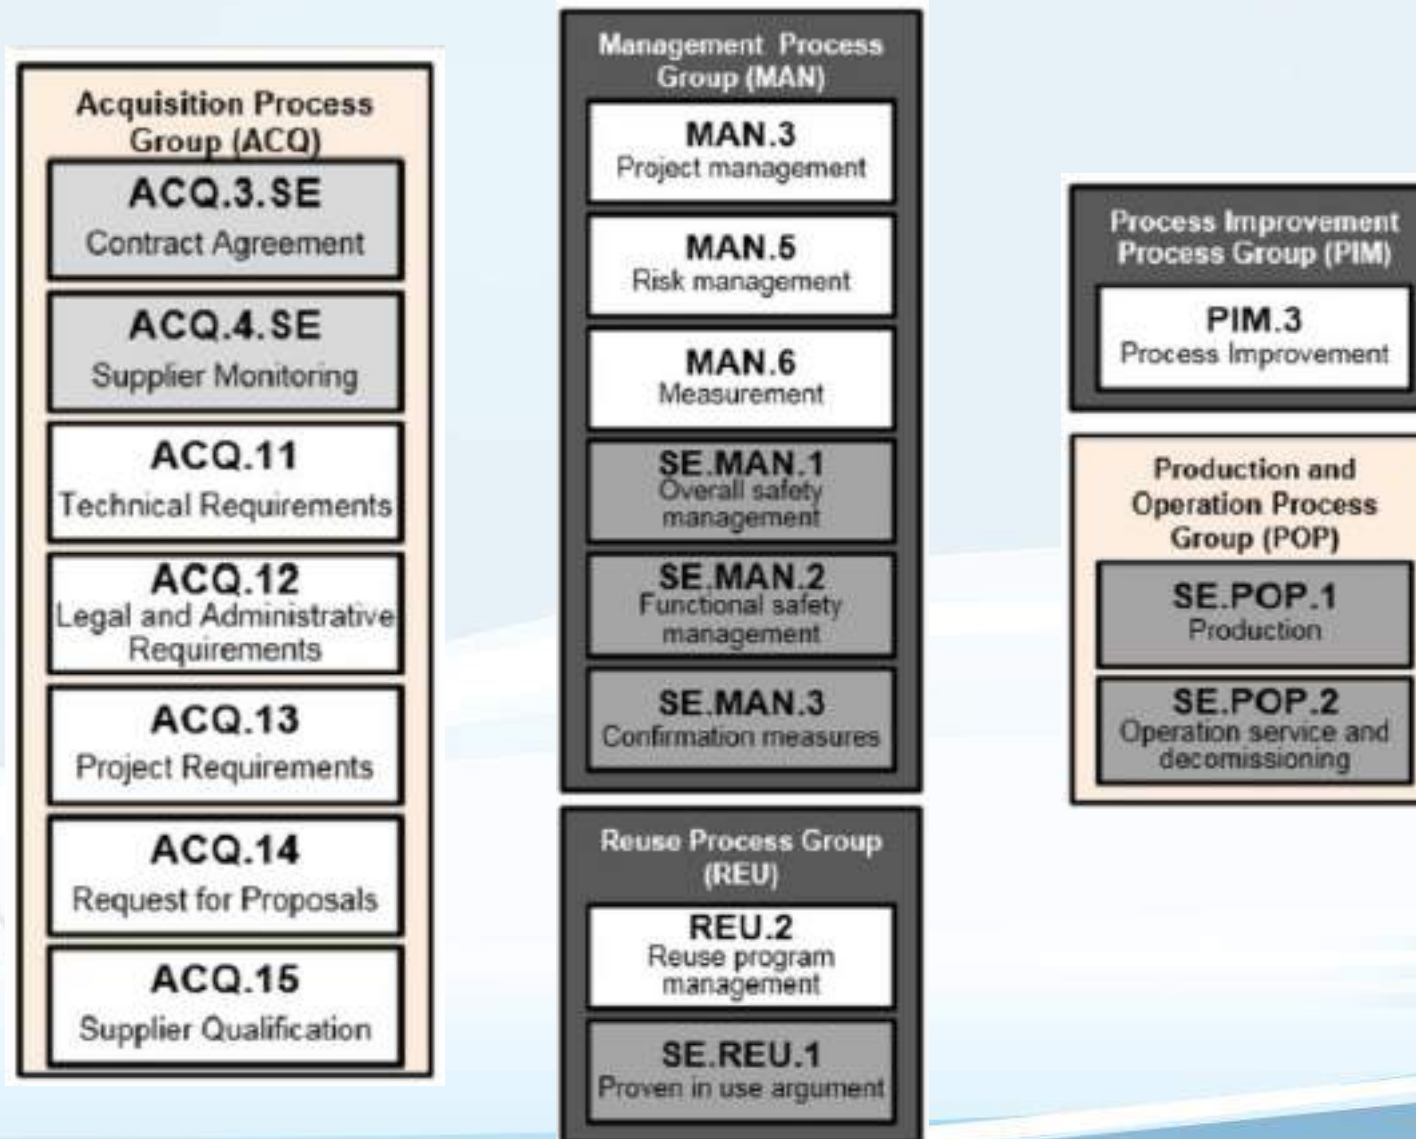 Acquisition Process
Group (ACQ)
ACQ.3.SE
Contract Agreement
ACQ.4.SE
Supplier Monitoring
ACQ.11
Technical Requirements
ACQ.12
Legal and Administrative
Requirements
ACQ.13
Project Requirements
ACQ.14
Request for Proposals
ACQ.15
Supplier Qualification
Management Process
Group (MAN)
MAN.3
Project management
MAN.5
Risk management
MAN.6
Measurement
SE.MAN.1
Overall safety
management
SE.MAN.2
Functional safety
management
SE.MAN.3
Confirmation measures
Reuse Process Group
(REU)
REU.2
Reuse program
management
SE.REU.1
Proven in use argument
Process Improvement
Process Group (PIM)
PIM.3
Process Improvement
Production and
Operation Process
Group (POP)
SE.POP.1
Production
SE.POP.2
Operation service and
decomissioning